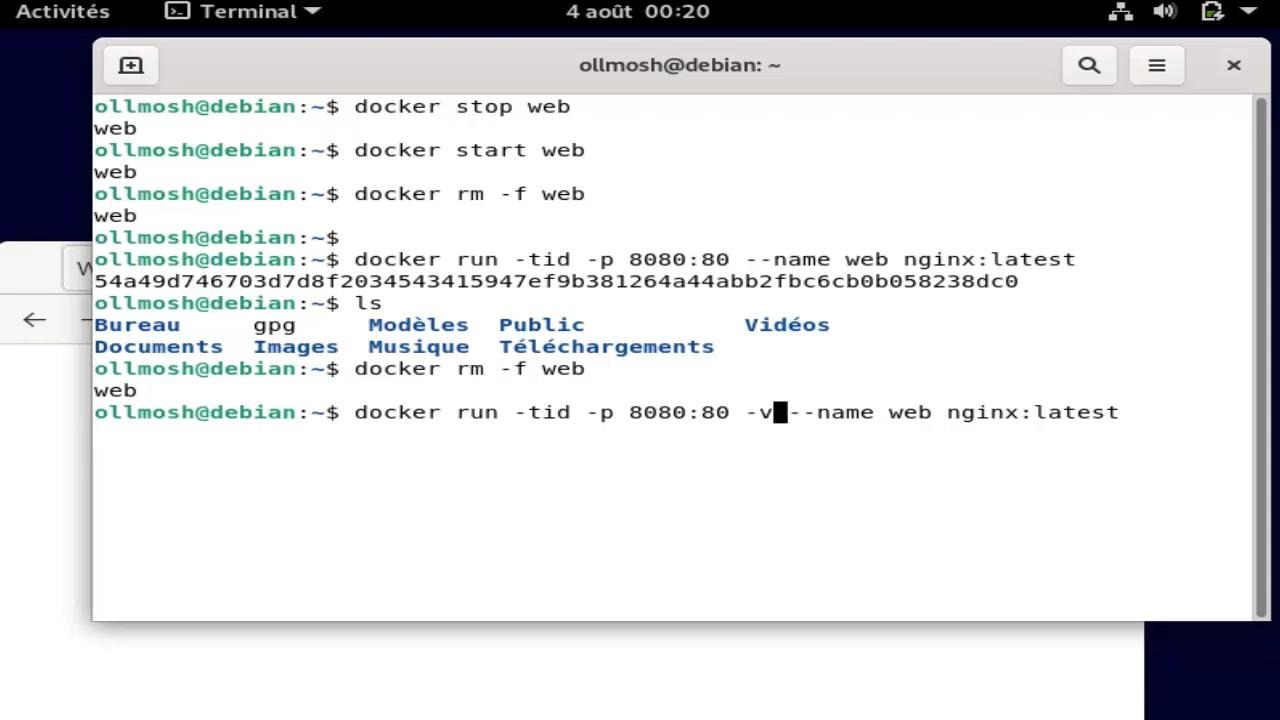 Activités Terminal 4 août 00:20
ollmosh@debian: ~
ollmosh@debian:~$ docker stop web
web
ollmosh@debian:~$ docker start web
web
ollmosh@debian:~$ docker rm -f web
web
ollmosh@debian:~$
ollmosh@debian:~$ docker run -tid -p 8080:80 --name web nginx:latest
54a49d746703d7d8f2034543415947ef9b381264a44abb2fbc6cb0b058238dc0
ollmosh@debian:~$ ls
Bureau gpg Modèles Public Vidéos
Documents Images Musique Téléchargements
ollmosh@debian:~$ docker rm -f web
web
ollmosh@debian:~$ docker run -tid -p 8080:80 -v --name web nginx:latest